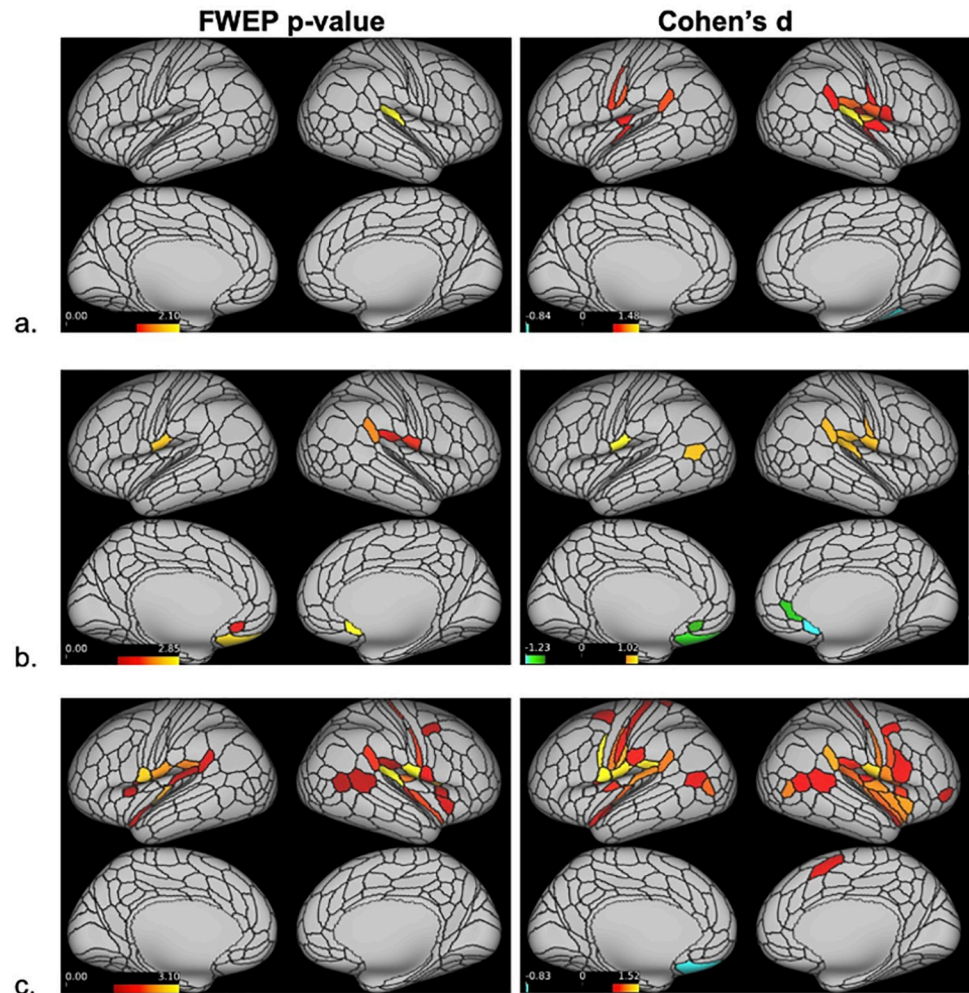 FWEP p-value Cohen's d
a.
0.00 2.10 -0.84 0 1.48
b.
0.00 2.85 -1.23 0 1.02
c.
0.00 3.10 -0.83 0 1.52